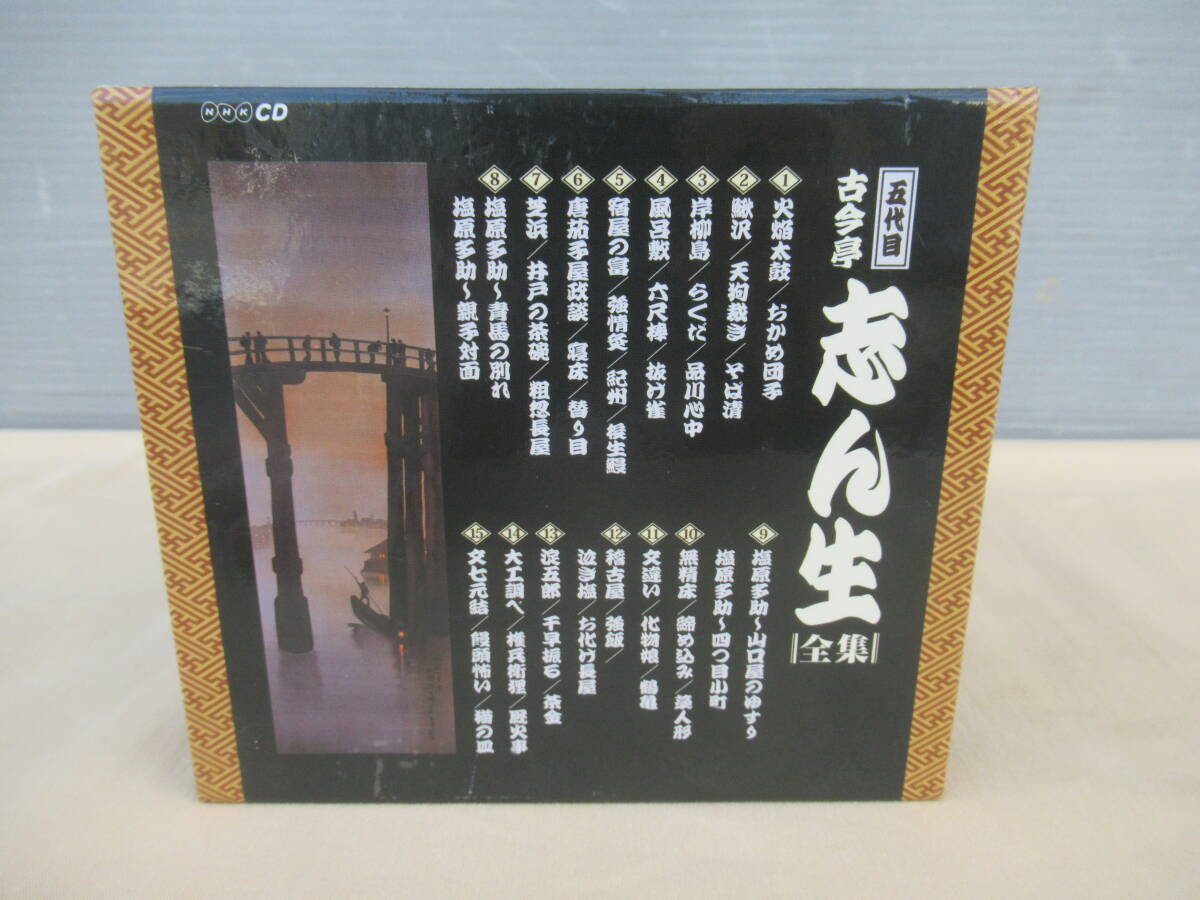 NHK CD
五代目
古今亭
志ん生
全集
1 火焔太鼓/おかめ団子
2 鰍沢/天狗裁き/そば清
3 岸柳島/らくだ/品川心中
4 風呂敷/六尺棒/抜け雀
5 宿屋の富/強情灸/紀州/後生鰻
6 唐茄子屋政談/寝床/替り目
7 芝浜/井戸の茶碗/粗忽長屋
8 塩原多助〜青馬の別れ
塩原多助〜親子対面
9 塩原多助〜山口屋のゆすり
塩原多助〜四つ目小町
10 無精床/締め込み/藁人形
11 文違い/化物娘/鶴亀
12 稽古屋/強飯/
泣き塩/お化け長屋
13 淀五郎/千早振る/茶金
14 大工調べ/権兵衛狸/厩火事
15 文七元結/饅頭怖い/猫の皿